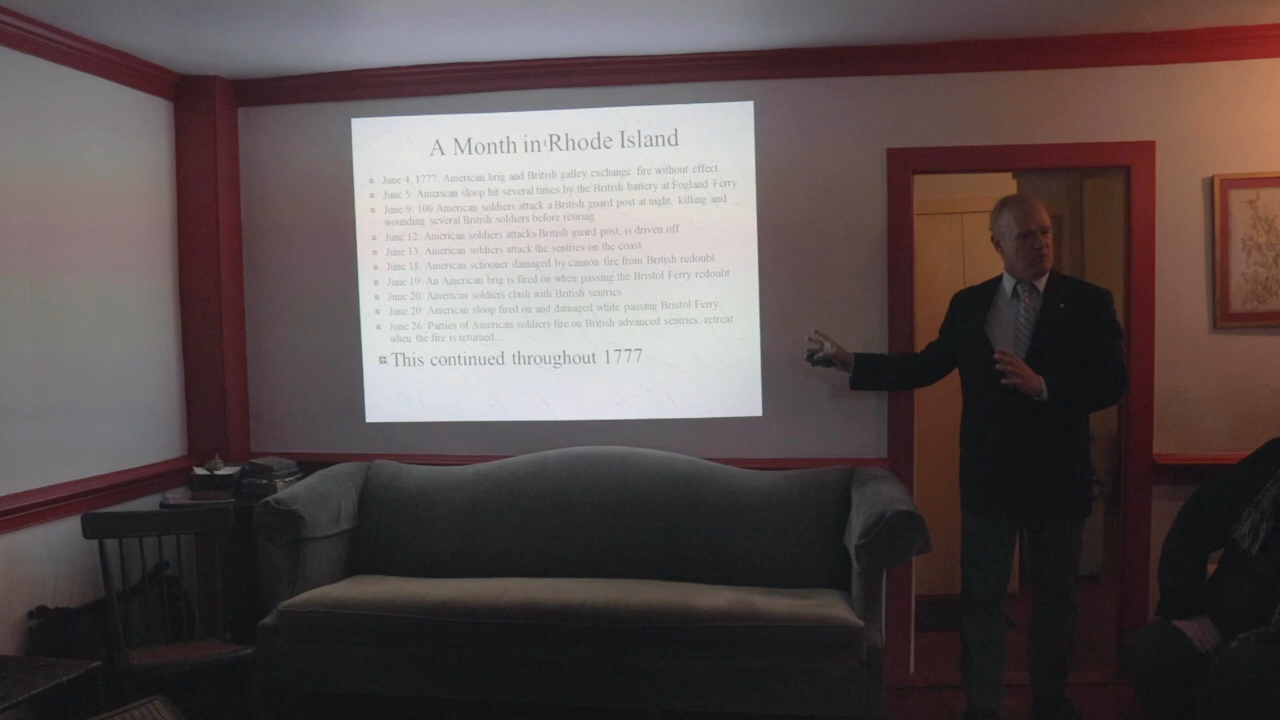 A Month in Rhode Island
June 4, 1777: American brig and British galley exchange fire without effect
June 5: American sloop hit several times by the British battery at Fogland Ferry
June 9: 100 American soldiers attack a British guard post at night, killing and
wounding several British soldiers before retiring
June 12: American soldiers attacks British guard post, is driven off
June 13: American soldiers attack the sentries on the coast
June 18: American schooner damaged by cannon fire from British redoubt
June 19: An American brig is fired on when passing the Bristol Ferry redoubt
June 20: American soldiers clash with British sentries
June 20: American sloop fired on and damaged while passing Bristol Ferry
June 26: Parties of American soldiers fire on British advanced sentries, retreat
when the fire is returned
This continued throughout 1777